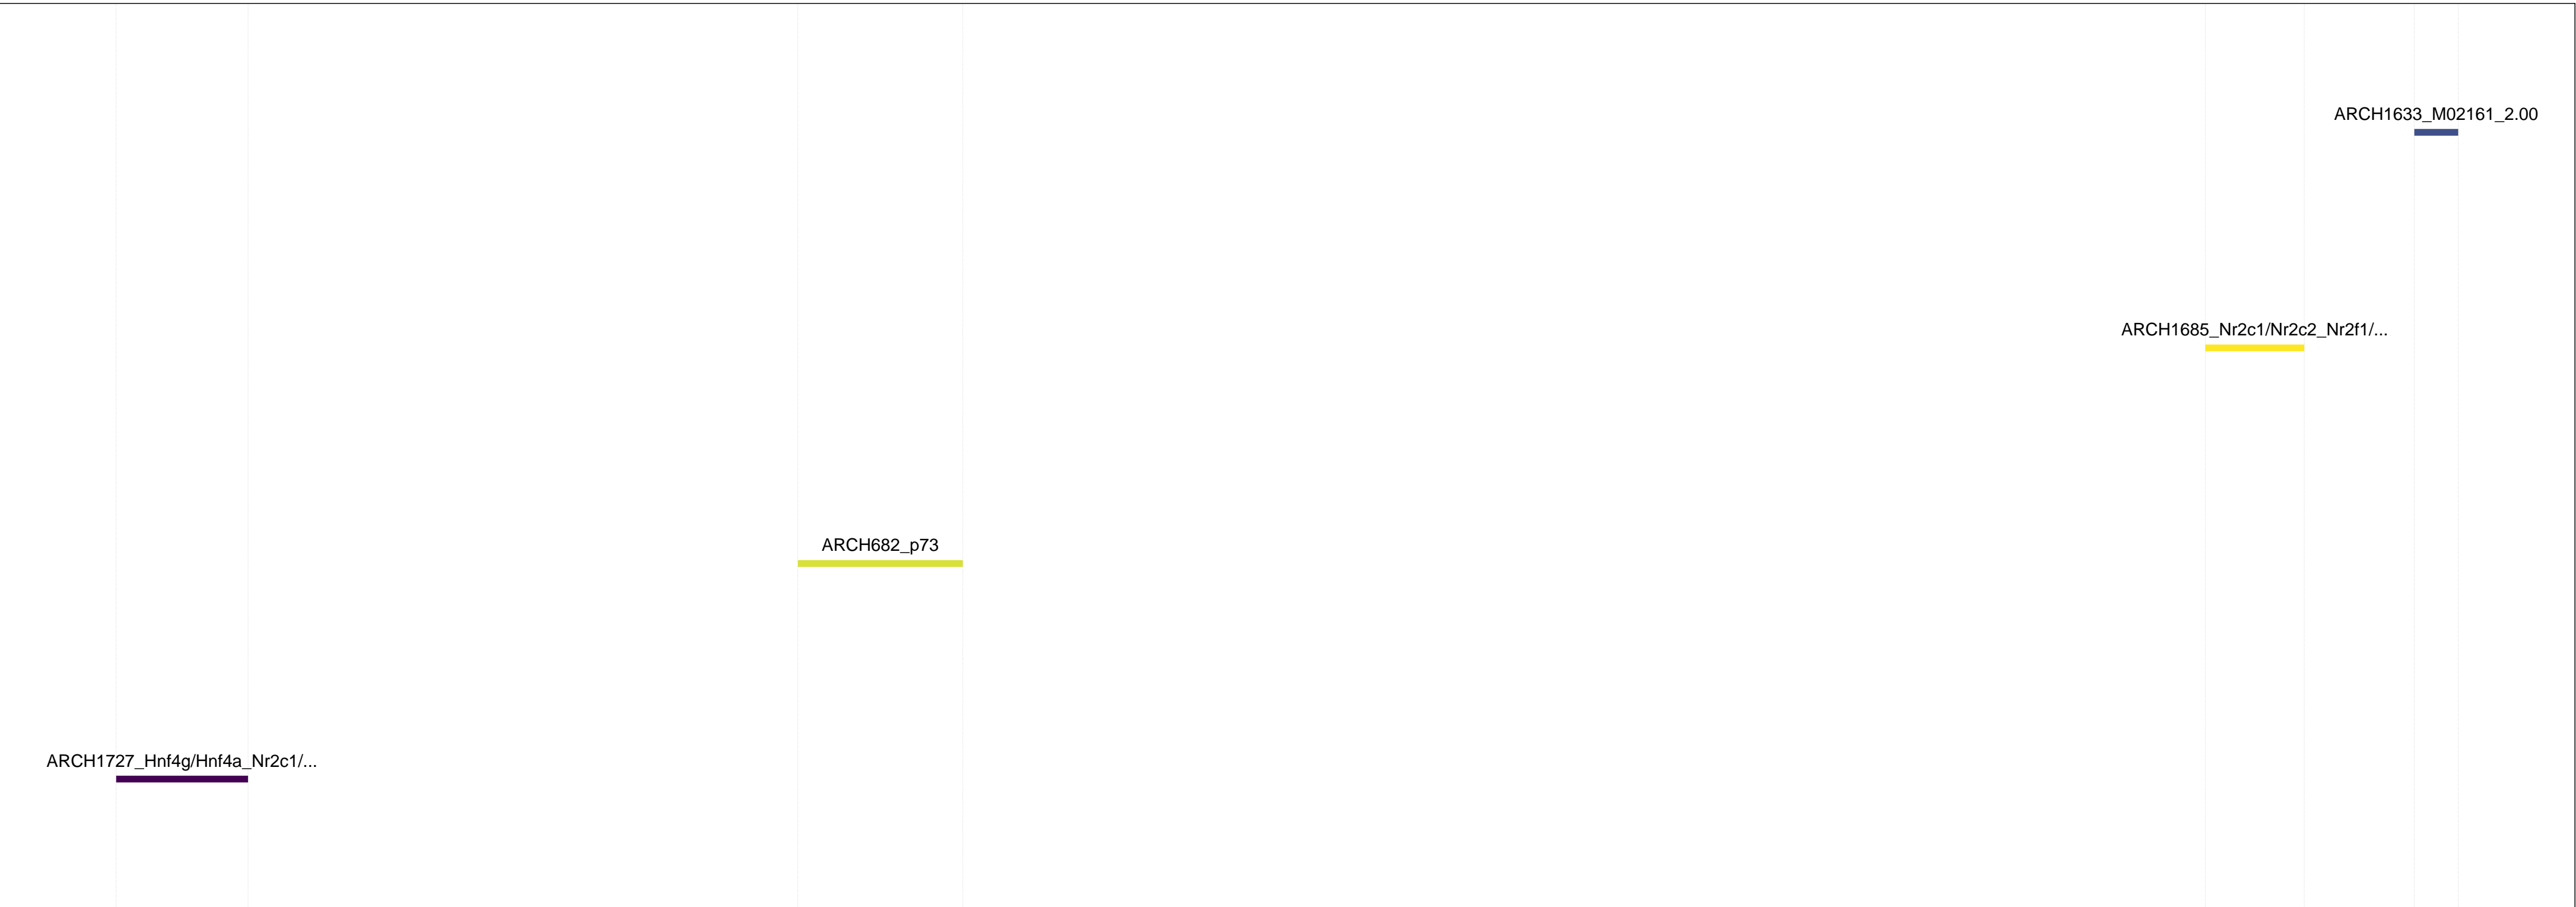 ARCH1633_M02161_2.00
ARCH1685_Nr2c1/Nr2c2_Nr2f1/...
ARCH682_p73
ARCH1727_Hnf4g/Hnf4a_Nr2c1/...